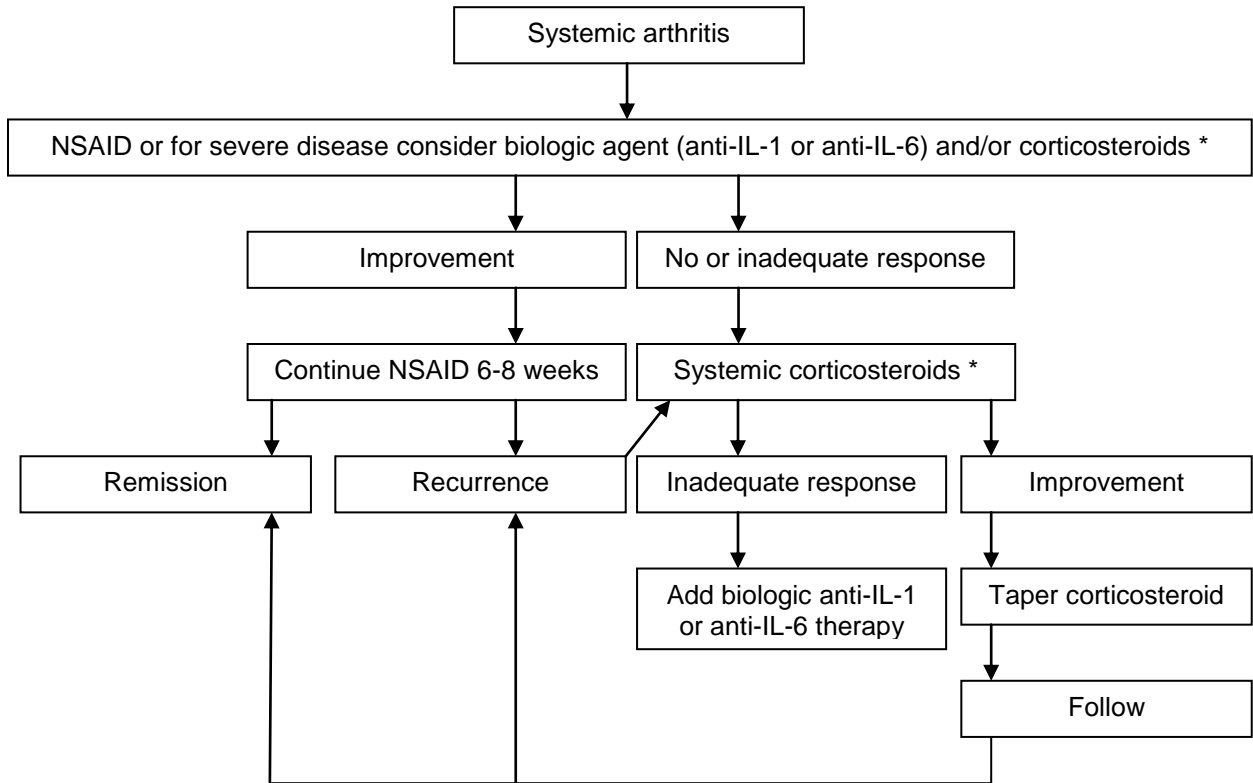 Systemic arthritis
NSAID or for severe disease consider biologic agent (anti-IL-1 or anti-IL-6) and/or corticosteroids *
Improvement
No or inadequate response
Continue NSAID 6-8 weeks
Systemic corticosteroids *
Remission
Recurrence
Inadequate response
Improvement
Add biologic anti-IL-1
or anti-IL-6 therapy
Taper corticosteroid
Follow